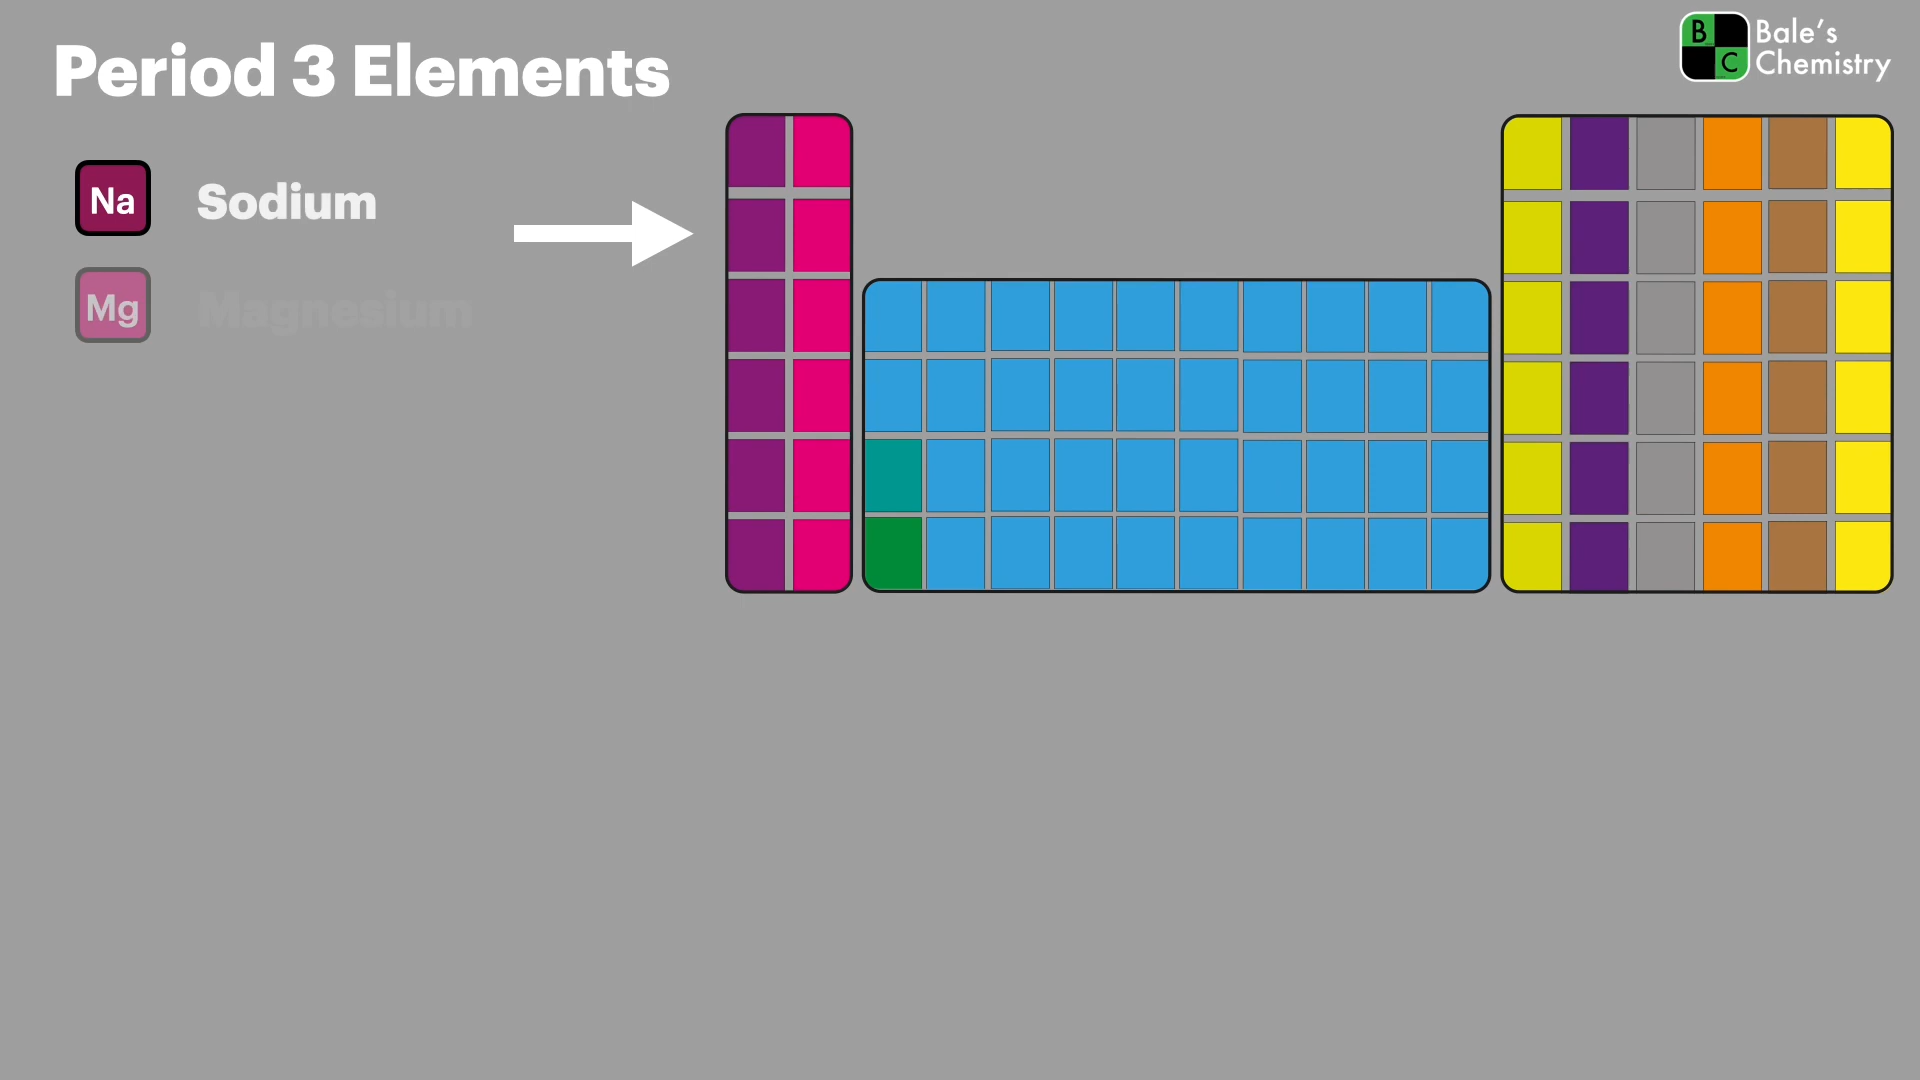 Period 3 Elements
B
C
Bale's
Chemistry
Na
Sodium
Mg
Magnesium